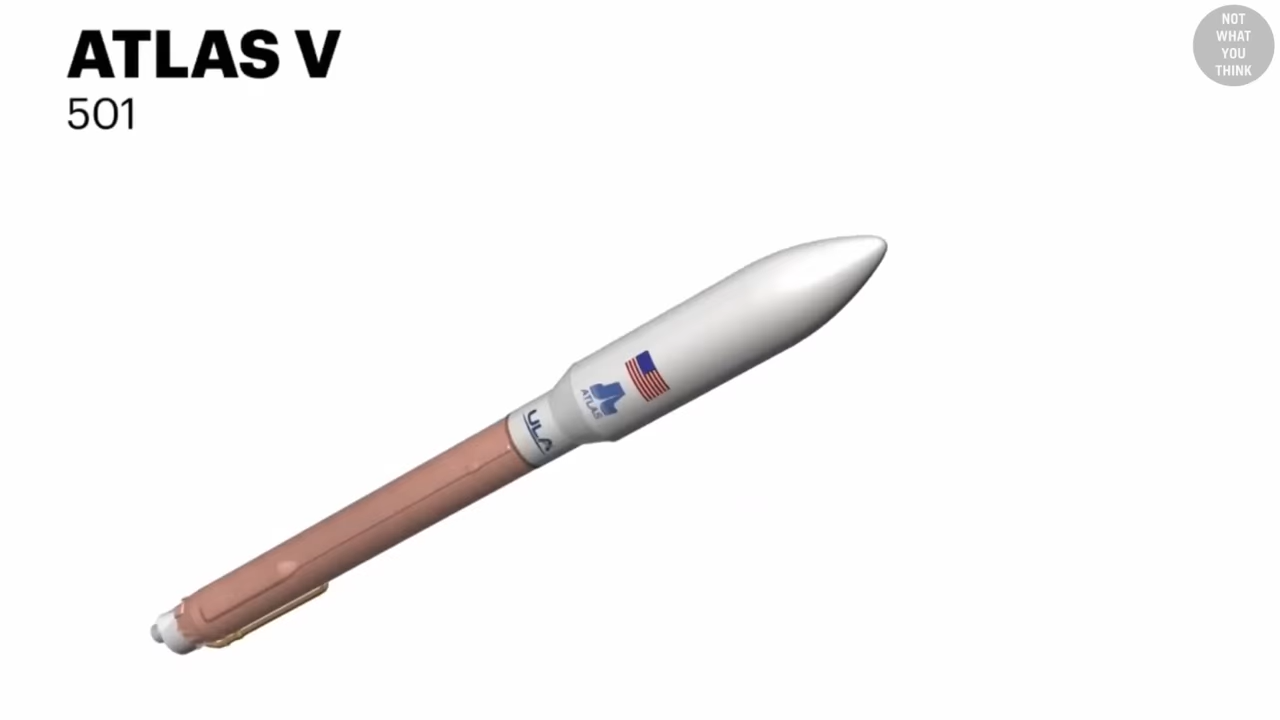 ATLAS V
501
NOT
WHAT
YOU
THINK
ATLAS
ULA